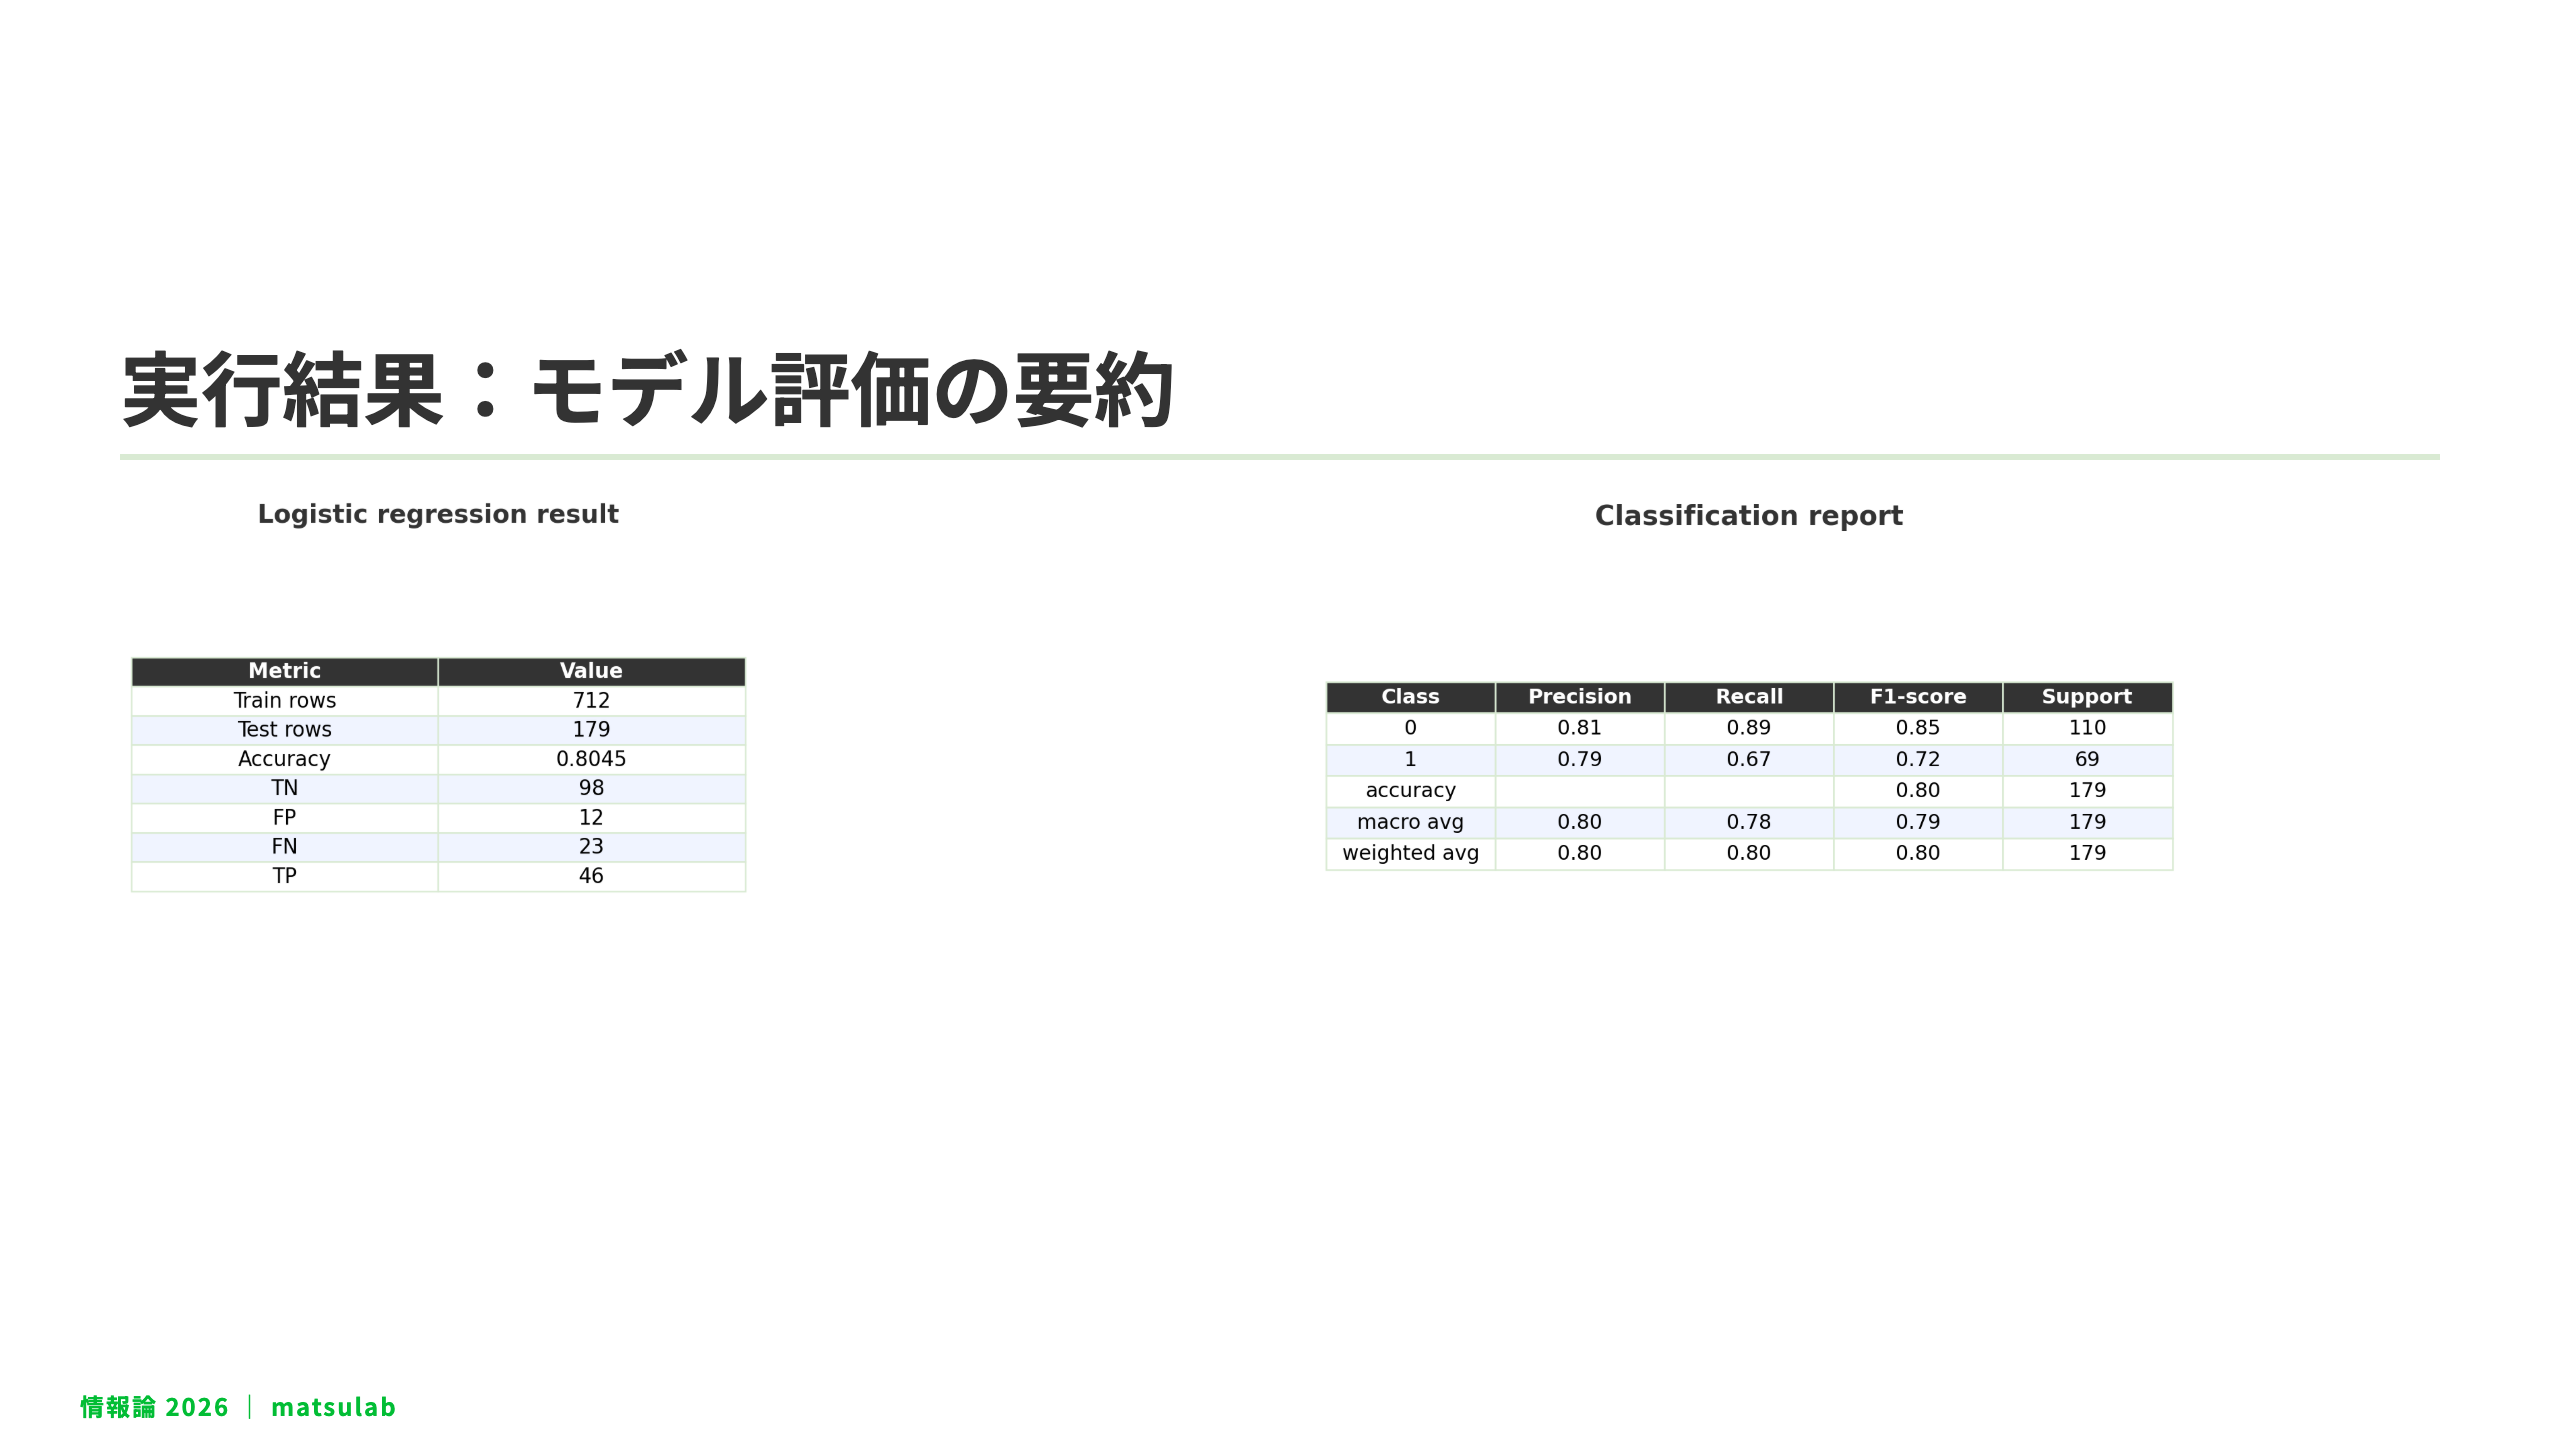 実行結果：モデル評価の要約
Logistic regression result
Metric Value
Train rows 712
Test rows 179
Accuracy 0.8045
TN 98
FP 12
FN 23
TP 46
Classification report
Class Precision Recall F1-score Support
0 0.81 0.89 0.85 110
1 0.79 0.67 0.72 69
accuracy 0.80 179
macro avg 0.80 0.78 0.79 179
weighted avg 0.80 0.80 0.80 179
情報論 2026 ｜ matsulab